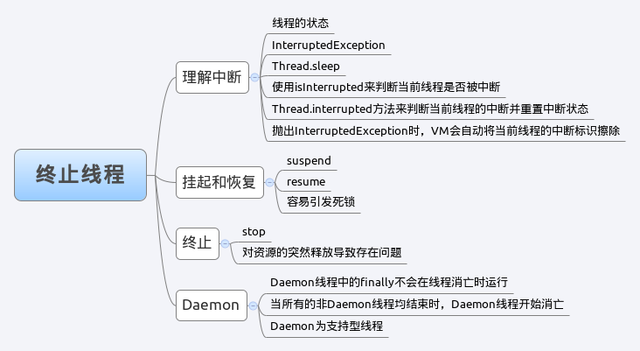 终止线程
理解中断
线程的状态
InterruptedException
Thread.sleep
使用isInterrupted来判断当前线程是否被中断
Thread.interrupted方法来判断当前线程的中断并重置中断状态
抛出InterruptedException时，VM会自动将当前线程的中断标识擦除
挂起和恢复
suspend
resume
容易引发死锁
终止
stop
对资源的突然释放导致存在问题
Daemon
Daemon线程中的finally不会在线程消亡时运行
当所有的非Daemon线程均结束时，Daemon线程开始消亡
Daemon为支持型线程